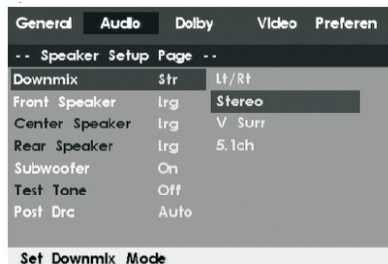 General Audio Dolby Video Preferen
-- Speaker Setup Page --
Downmix Str Lt/Rt
Front Speaker Lrg Stereo
Center Speaker Lrg V Surr
Rear Speaker Lrg 5.1ch
Subwoofer On
Test Tone Off
Post Drc Auto
Set Downmix Mode